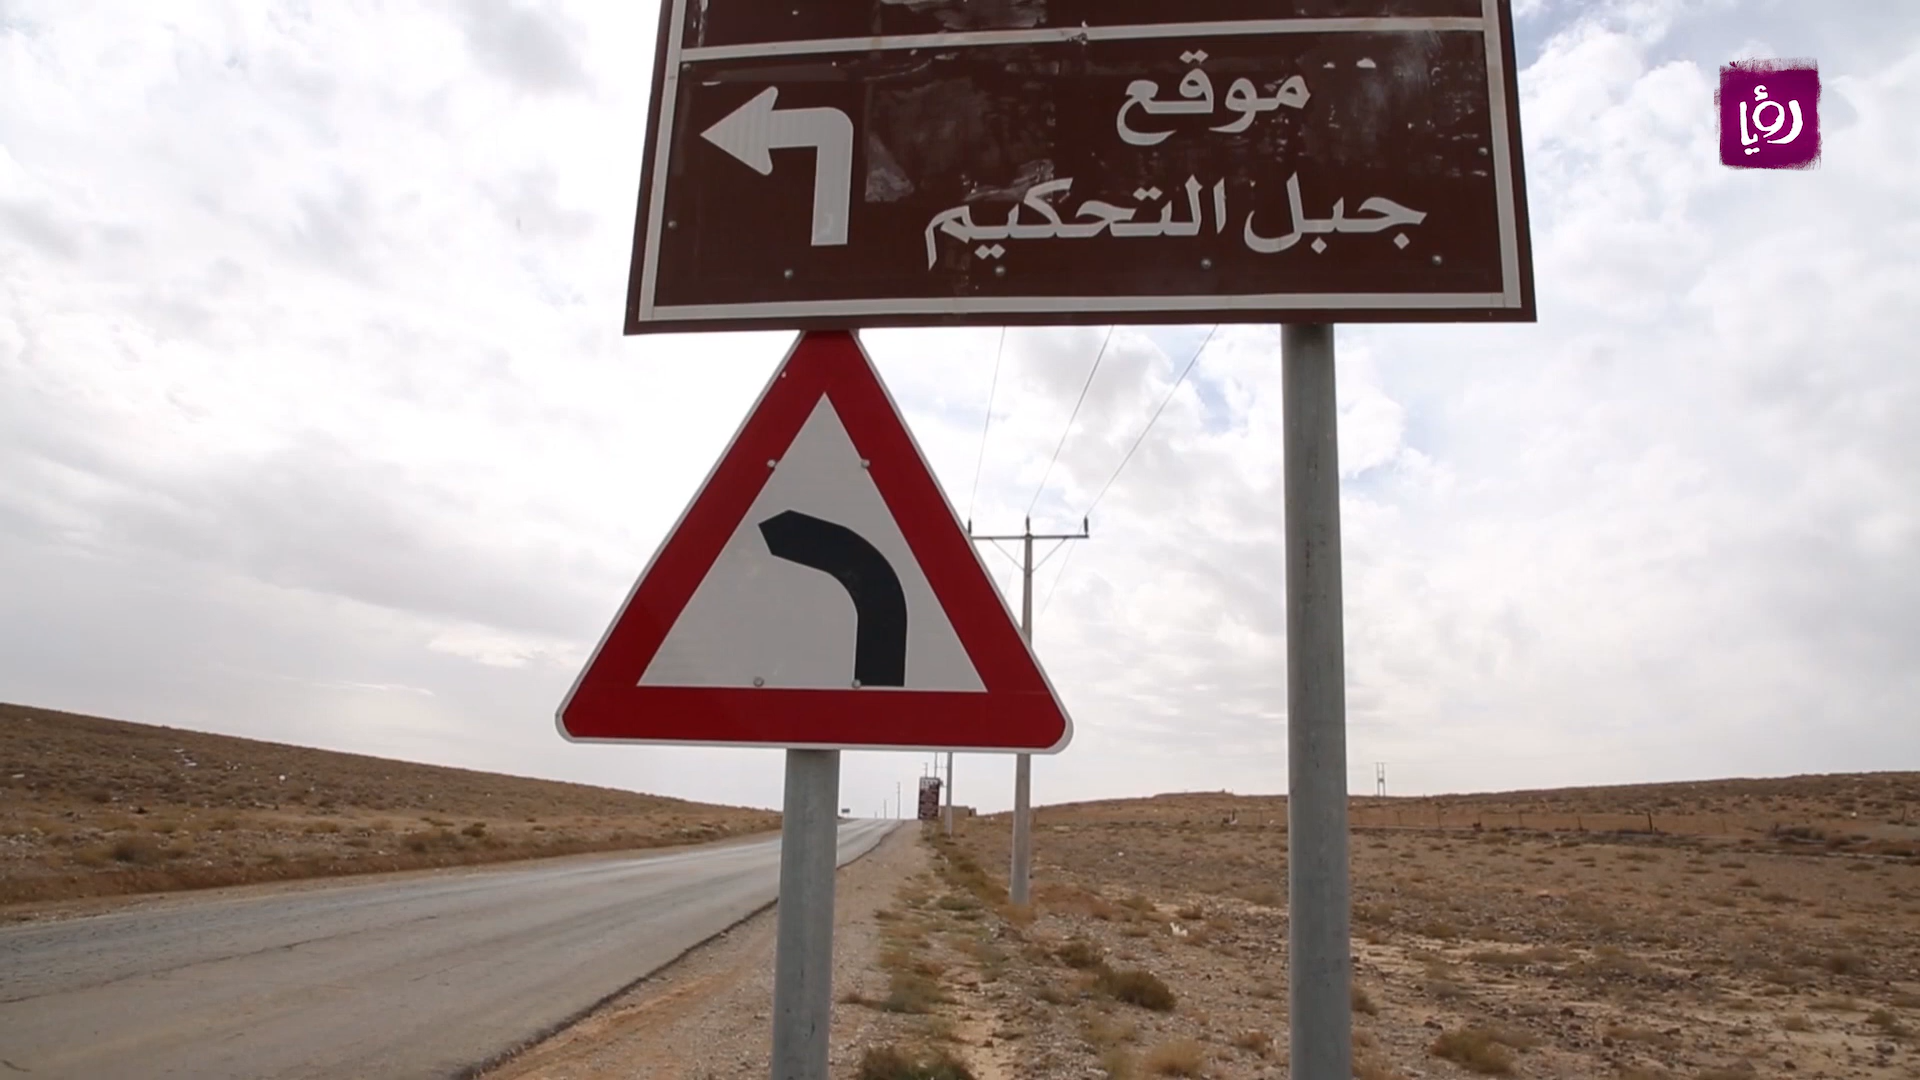 موقع
جبل التحكيم
رؤيا